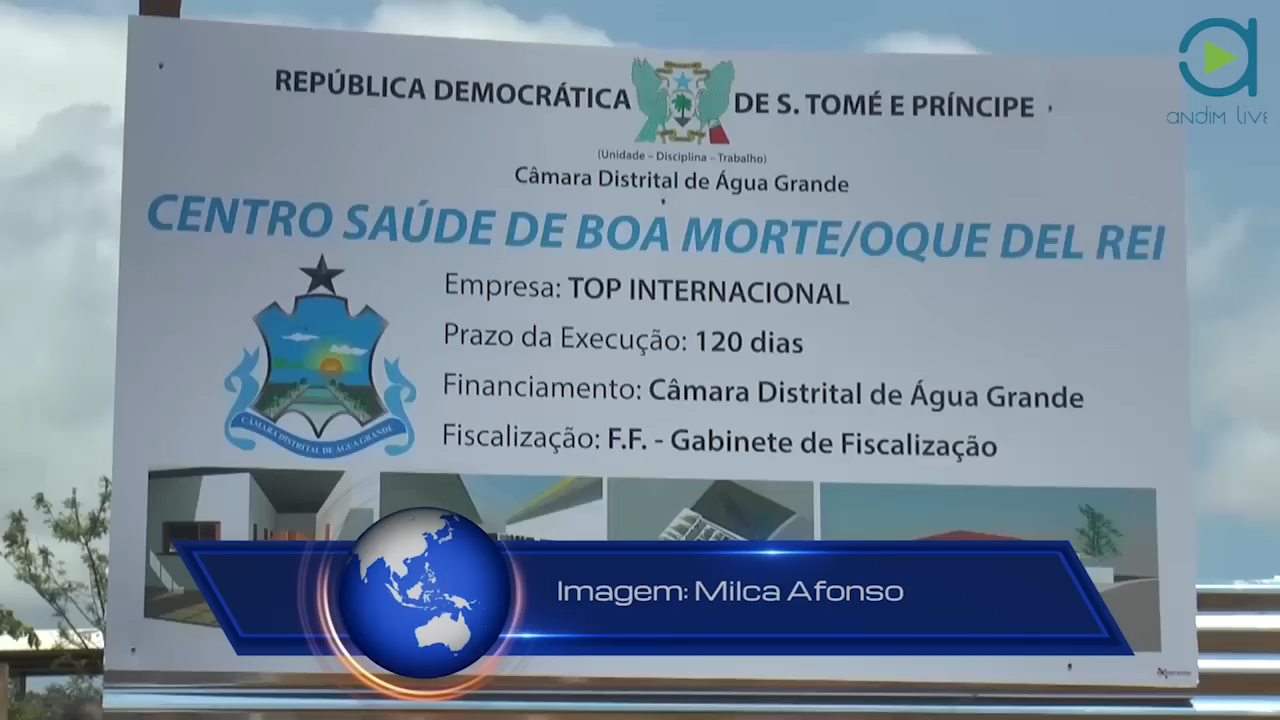 REPÚBLICA DEMOCRÁTICA DE S. TOMÉ E PRÍNCIPE
(Unidade – Disciplina – Trabalho)
Câmara Distrital de Água Grande
CENTRO SAÚDE DE BOA MORTE/OQUE DEL REI
Empresa: TOP INTERNACIONAL
Prazo da Execução: 120 dias
Financiamento: Câmara Distrital de Água Grande
Fiscalização: F.F. - Gabinete de Fiscalização
CÂMARA DISTRITAL DE ÁGUA GRANDE
Imagem: Milca Afonso
andim live